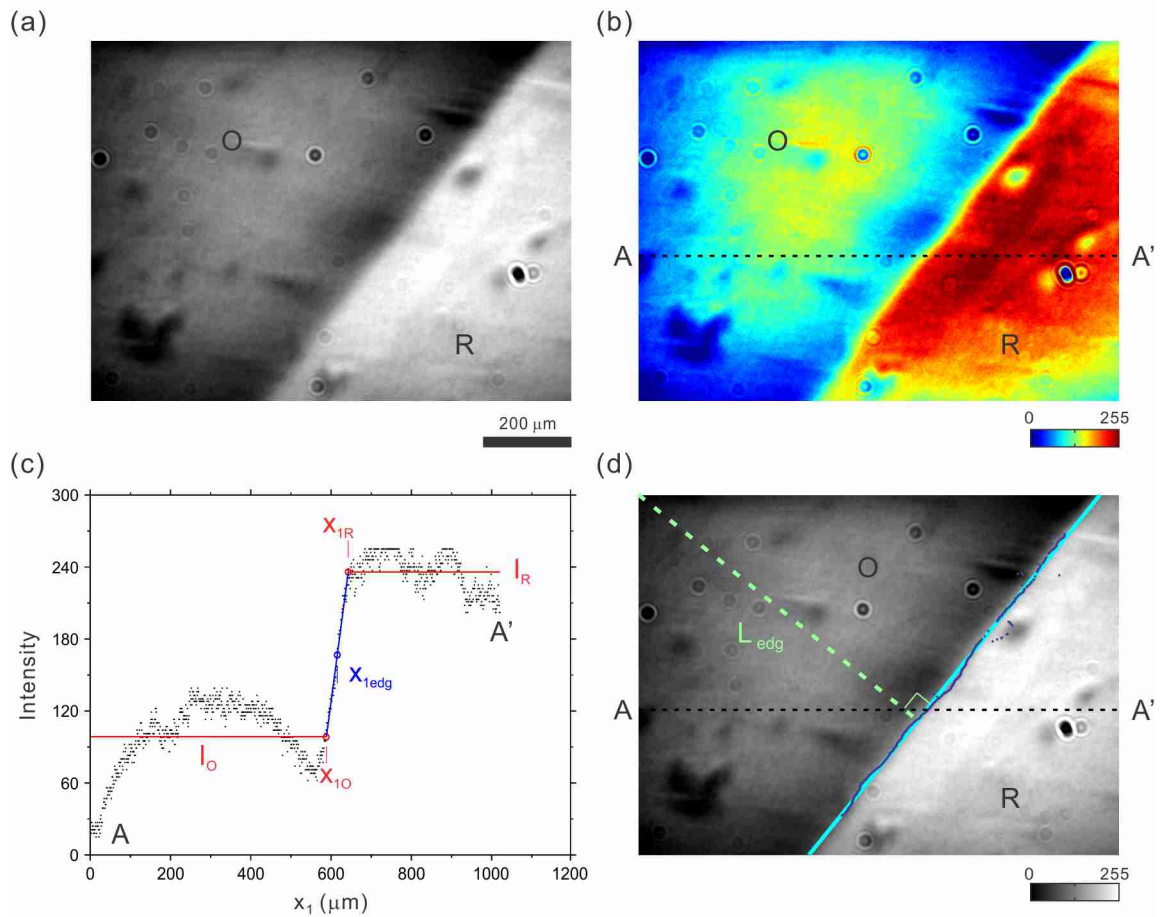 (a)
O
R
200 μm
(b)
O
A
A'
R
0 255
(c)
300
240
180
120
60
0
Intensity
x1R
IR
A'
x1edg
IO
x1O
A
0 200 400 600 800 1000 1200
x1 (μm)
(d)
O
Ledg
A
A'
R
0 255